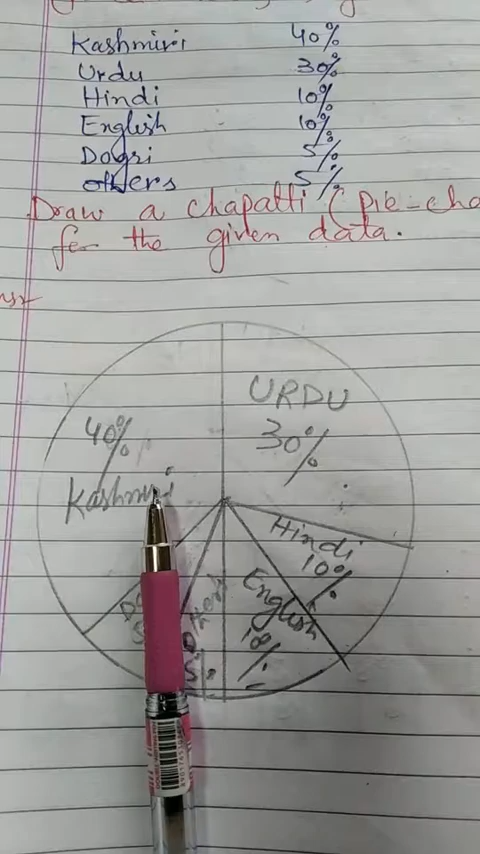 Kashmiri 40%
Urdu 30%
Hindi 10%
English 10%
Dogri 5%
others 5%
Draw a chapatti (pie-cha
for the given data.
URDU
30%
40%
Kashmiri
Hindi
10%
English
10%
5%